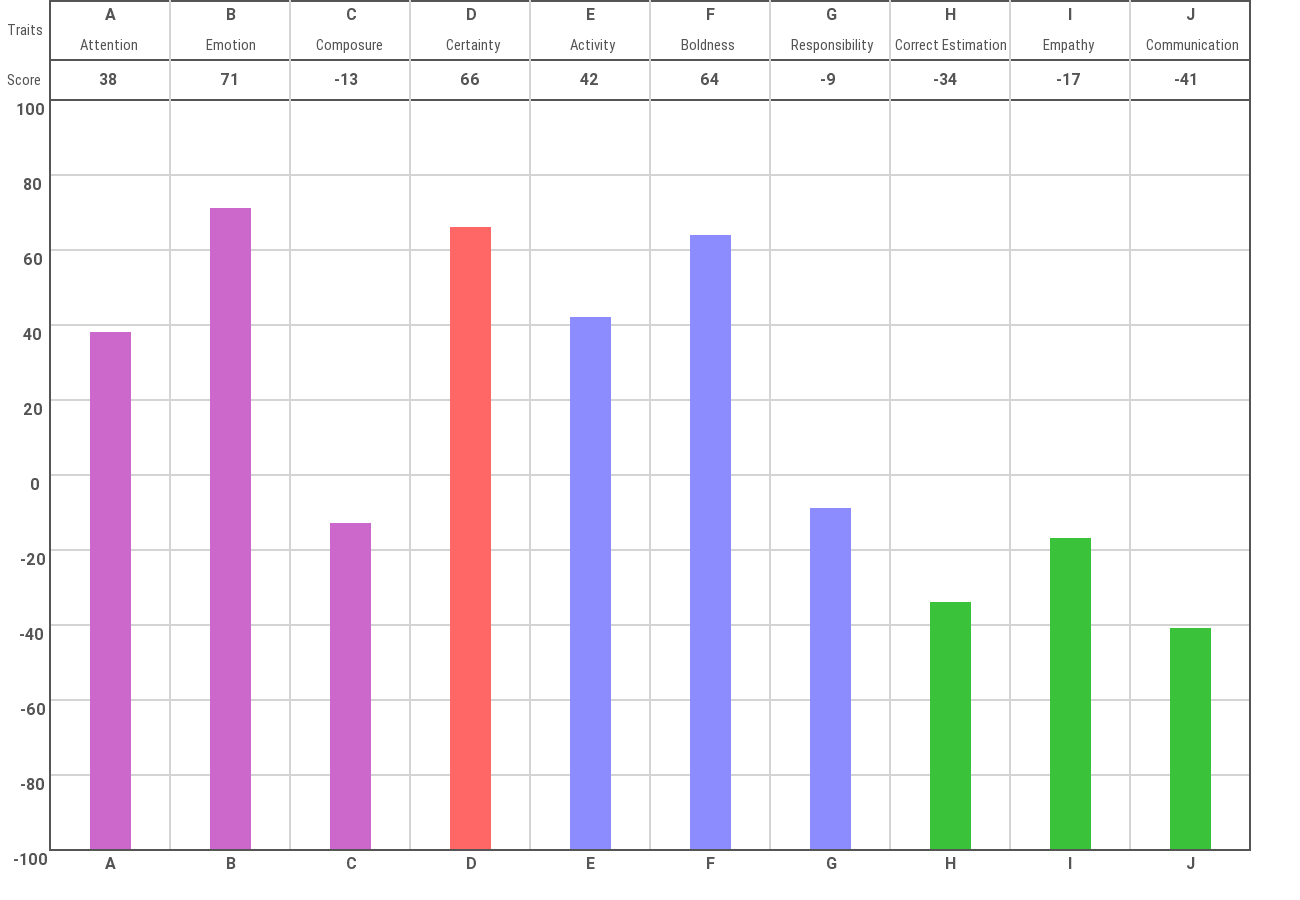 A B C D E F G H I J
Traits
Attention Emotion Composure Certainty Activity Boldness Responsibility Correct Estimation Empathy Communication
Score 38 71 -13 66 42 64 -9 -34 -17 -41
100
80
60
40
20
0
-20
-40
-60
-80
-100
A B C D E F G H I J